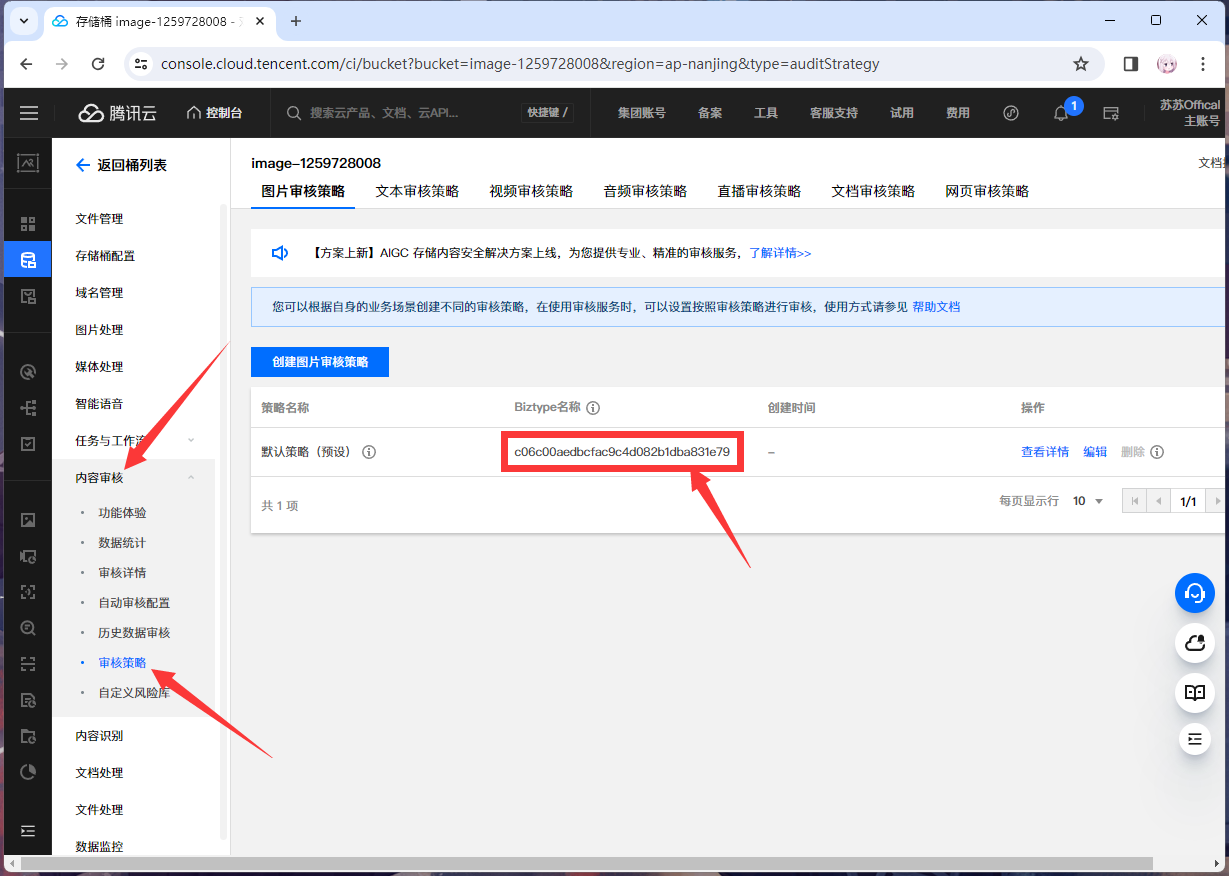 存储桶 image-1259728008 -
console.cloud.tencent.com/ci/bucket?bucket=image-1259728008&region=ap-nanjing&type=auditStrategy
腾讯云
控制台
搜索云产品、文档、云API...
快捷键 /
集团账号
备案
工具
客服支持
试用
费用
1
苏苏Offical
主账号
返回桶列表
文件管理
存储桶配置
域名管理
图片处理
媒体处理
智能语音
任务与工作流
内容审核
功能体验
数据统计
审核详情
自动审核配置
历史数据审核
审核策略
自定义风险库
内容识别
文档处理
文件处理
数据监控
image-1259728008
文档
图片审核策略
文本审核策略
视频审核策略
音频审核策略
直播审核策略
文档审核策略
网页审核策略
【方案上新】AIGC 存储内容安全解决方案上线，为您提供专业、精准的审核服务，了解详情>>
您可以根据自身的业务场景创建不同的审核策略，在使用审核服务时，可以设置按照审核策略进行审核，使用方式请参见 帮助文档
创建图片审核策略
策略名称
Biztype名称
创建时间
操作
默认策略（预设）
c06c00aedbcfac9c4d082b1dba831e79
–
查看详情
编辑
删除
共 1 项
每页显示行
10
1/1